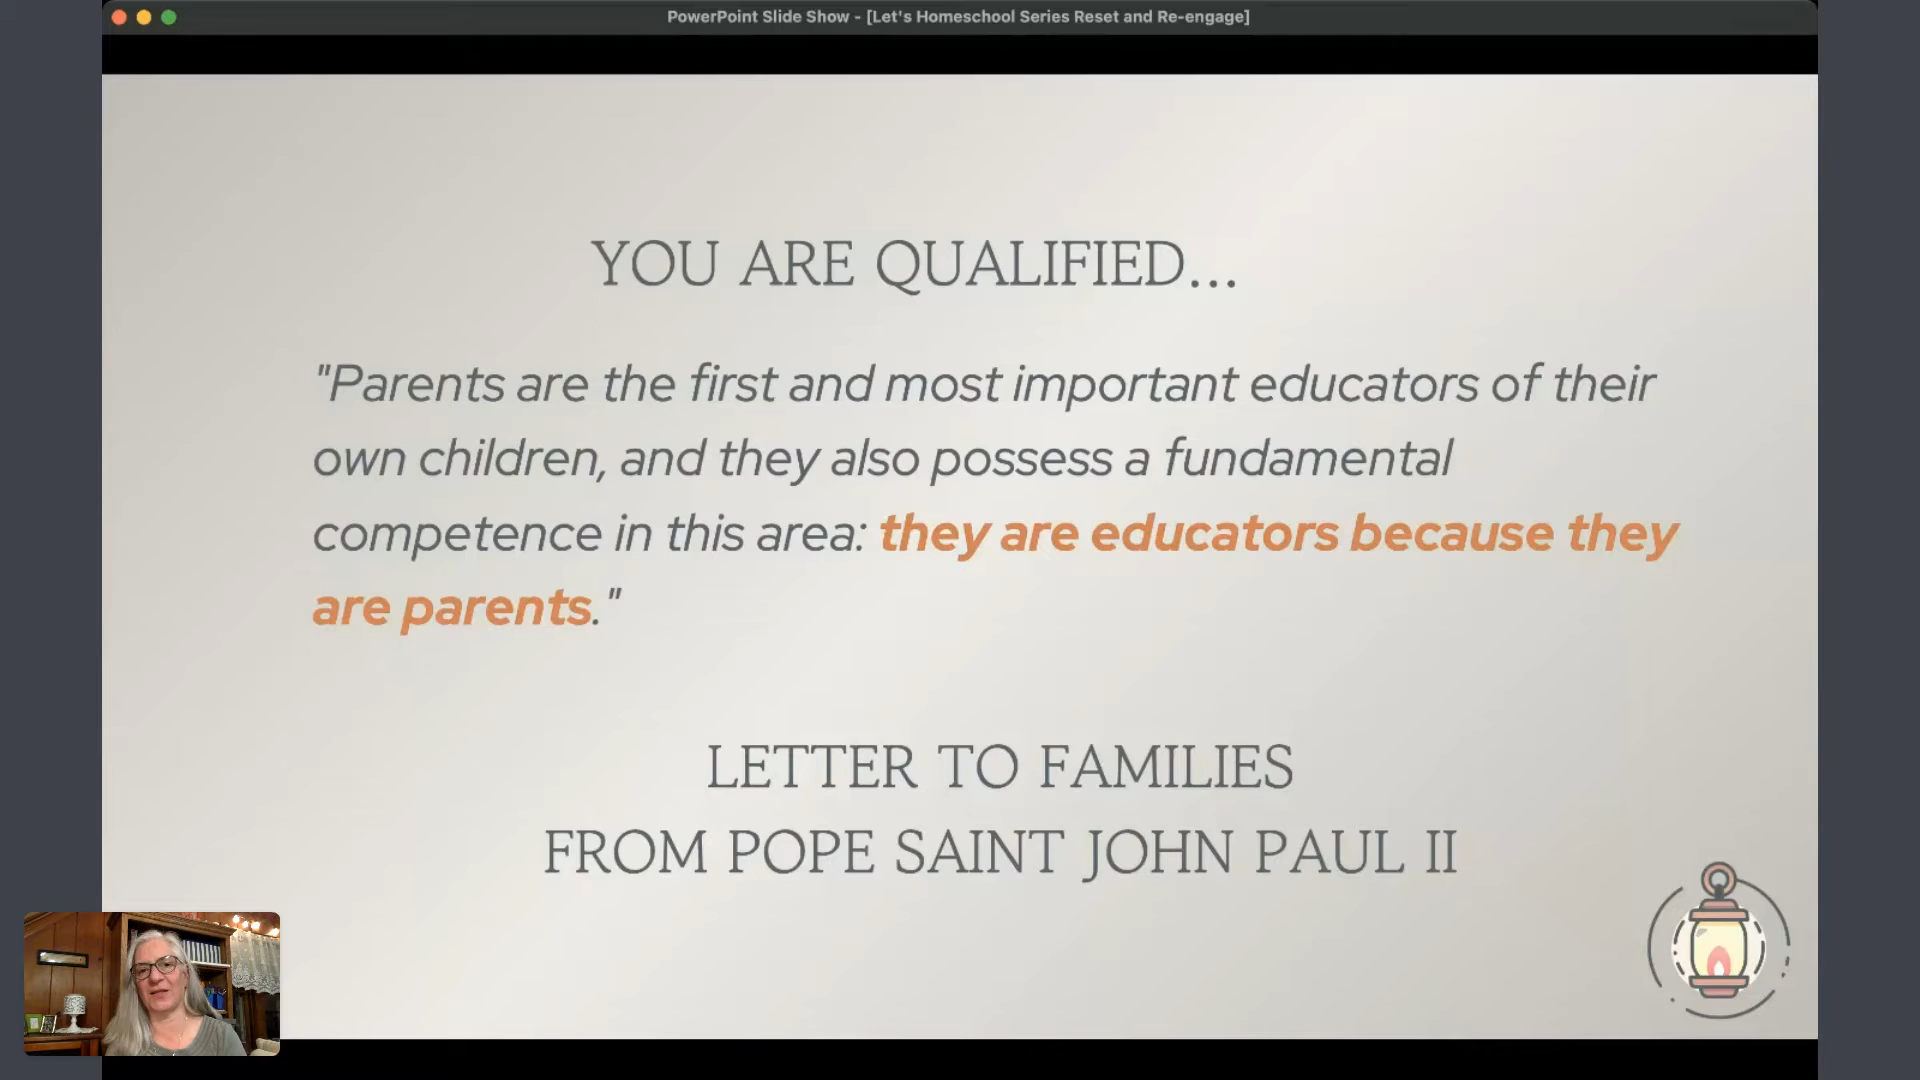 PowerPoint Slide Show - [Let's Homeschool Series Reset and Re-engage]
YOU ARE QUALIFIED...
"Parents are the first and most important educators of their
own children, and they also possess a fundamental
competence in this area: they are educators because they
are parents."
LETTER TO FAMILIES
FROM POPE SAINT JOHN PAUL II